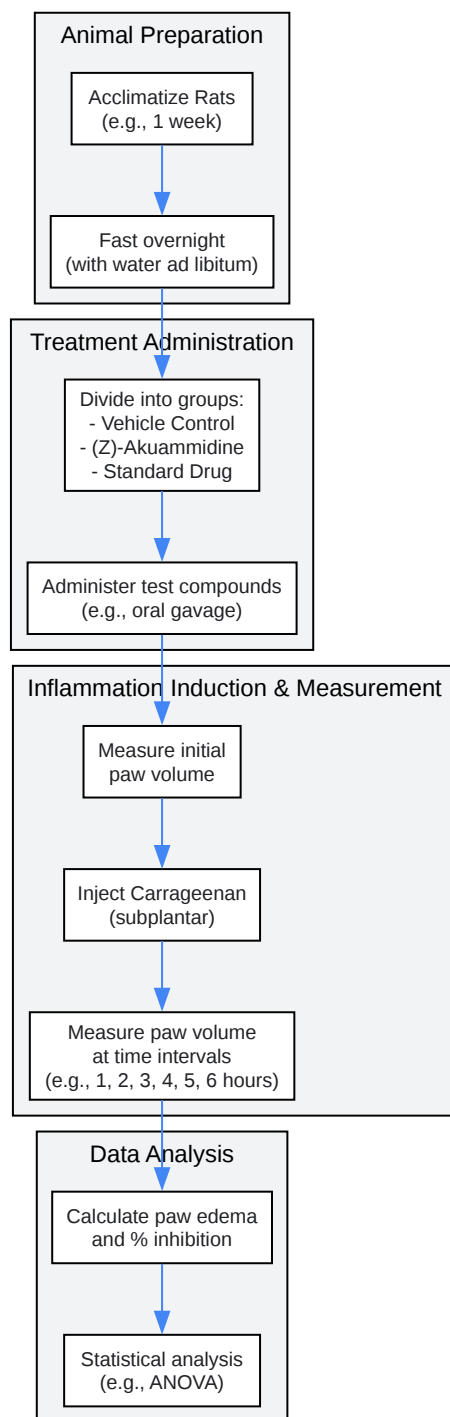 Animal Preparation
Acclimatize Rats
(e.g., 1 week)
Fast overnight
(with water ad libitum)
Treatment Administration
Divide into groups:
- Vehicle Control
- (Z)-Akuammidine
- Standard Drug
Administer test compounds
(e.g., oral gavage)
Inflammation Induction & Measurement
Measure initial
paw volume
Inject Carrageenan
(subplantar)
Measure paw volume
at time intervals
(e.g., 1, 2, 3, 4, 5, 6 hours)
Data Analysis
Calculate paw edema
and % inhibition
Statistical analysis
(e.g., ANOVA)